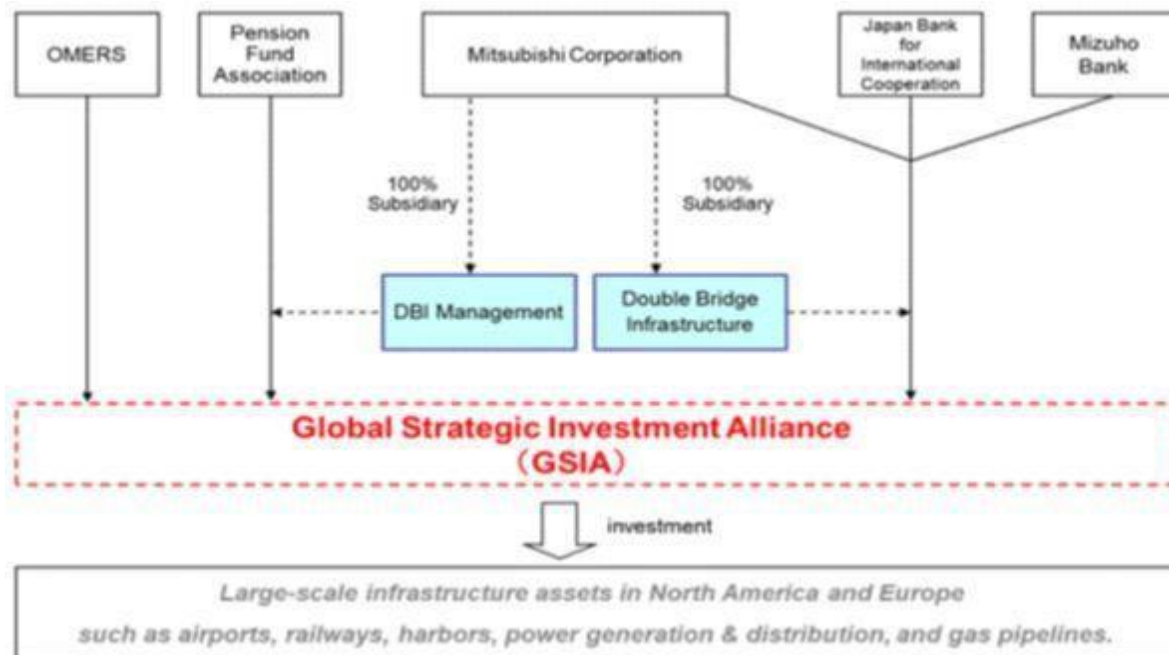 OMERS
Pension
Fund
Association
Mitsubishi Corporation
Japan Bank
for
International
Cooperation
Mizuho
Bank
100%
Subsidiary
100%
Subsidiary
DBI Management
Double Bridge
Infrastructure
Global Strategic Investment Alliance
（GSIA）
investment
Large-scale infrastructure assets in North America and Europe
such as airports, railways, harbors, power generation & distribution, and gas pipelines.